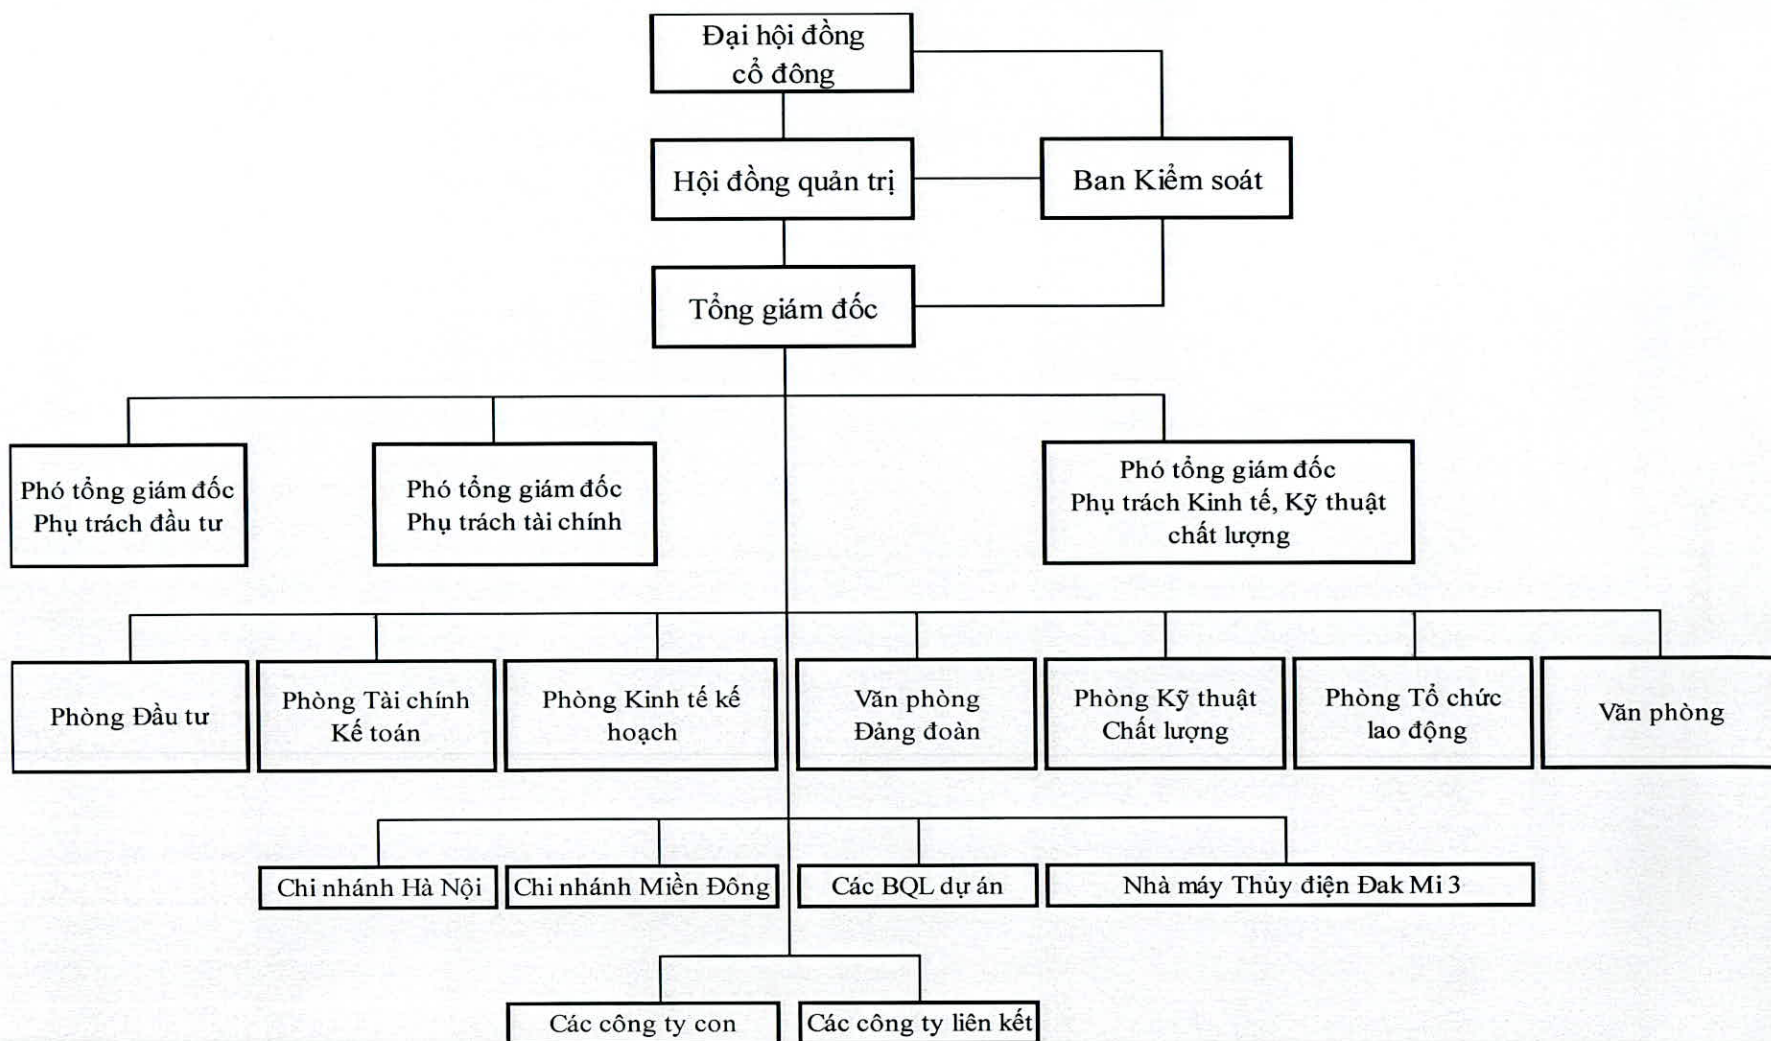 Đại hội đồng
cổ đông
Hội đồng quản trị
Ban Kiểm soát
Tổng giám đốc
Phó tổng giám đốc
Phụ trách đầu tư
Phó tổng giám đốc
Phụ trách tài chính
Phó tổng giám đốc
Phụ trách Kinh tế, Kỹ thuật
chất lượng
Phòng Đầu tư
Phòng Tài chính
Kế toán
Phòng Kinh tế kế
hoạch
Văn phòng
Đảng đoàn
Phòng Kỹ thuật
Chất lượng
Phòng Tổ chức
lao động
Văn phòng
Chi nhánh Hà Nội
Chi nhánh Miền Đông
Các BQL dự án
Nhà máy Thủy điện Đak Mi 3
Các công ty con
Các công ty liên kết